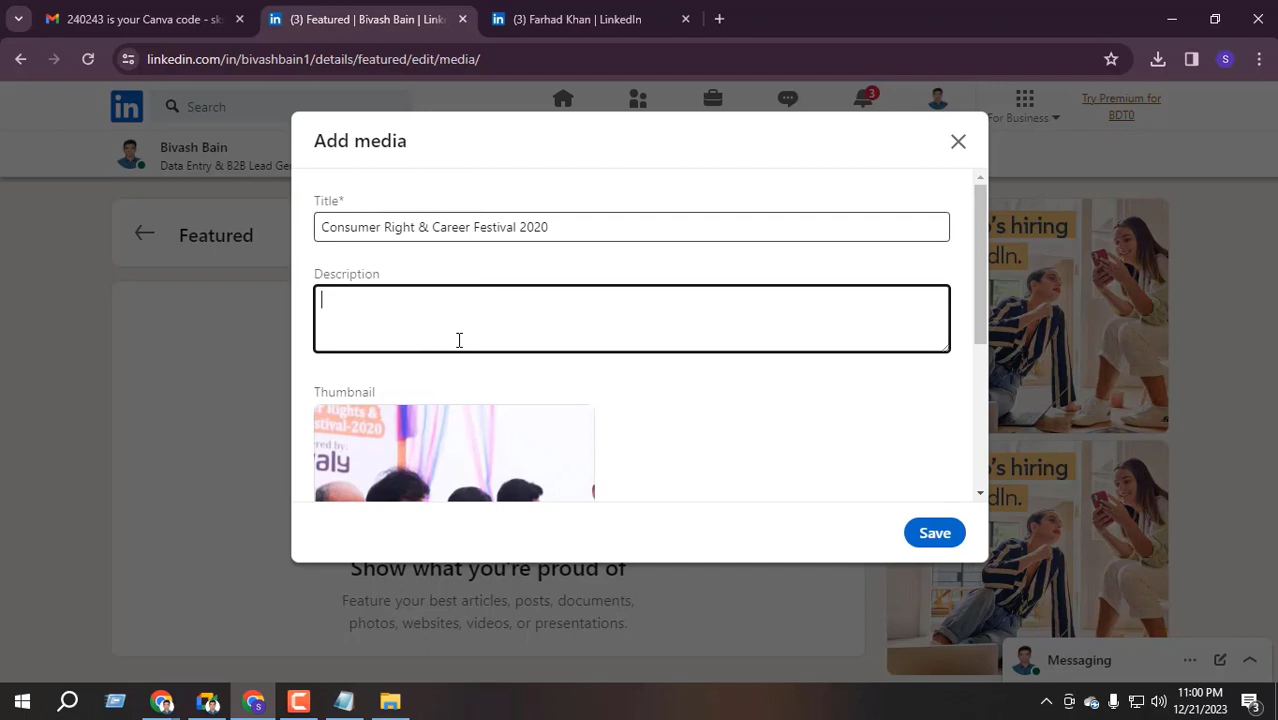 240243 is your Canva code - sk
(3) Featured | Bivash Bain | Link
(3) Farhad Khan | LinkedIn
linkedin.com/in/bivashbain1/details/featured/edit/media/
S
in
Search
3
For Business
Try Premium for
BDT0
Bivash Bain
Data Entry & B2B Lead Ge
Add media
Title*
Consumer Right & Career Festival 2020
Description
Thumbnail
r Rights &
stival-2020
ered by:
aly
Save
Featured
Show what you're proud of
Feature your best articles, posts, documents,
photos, websites, videos, or presentations.
's hiring
dIn.
o's hiring
dIn.
Messaging
11:00 PM
12/21/2023
3